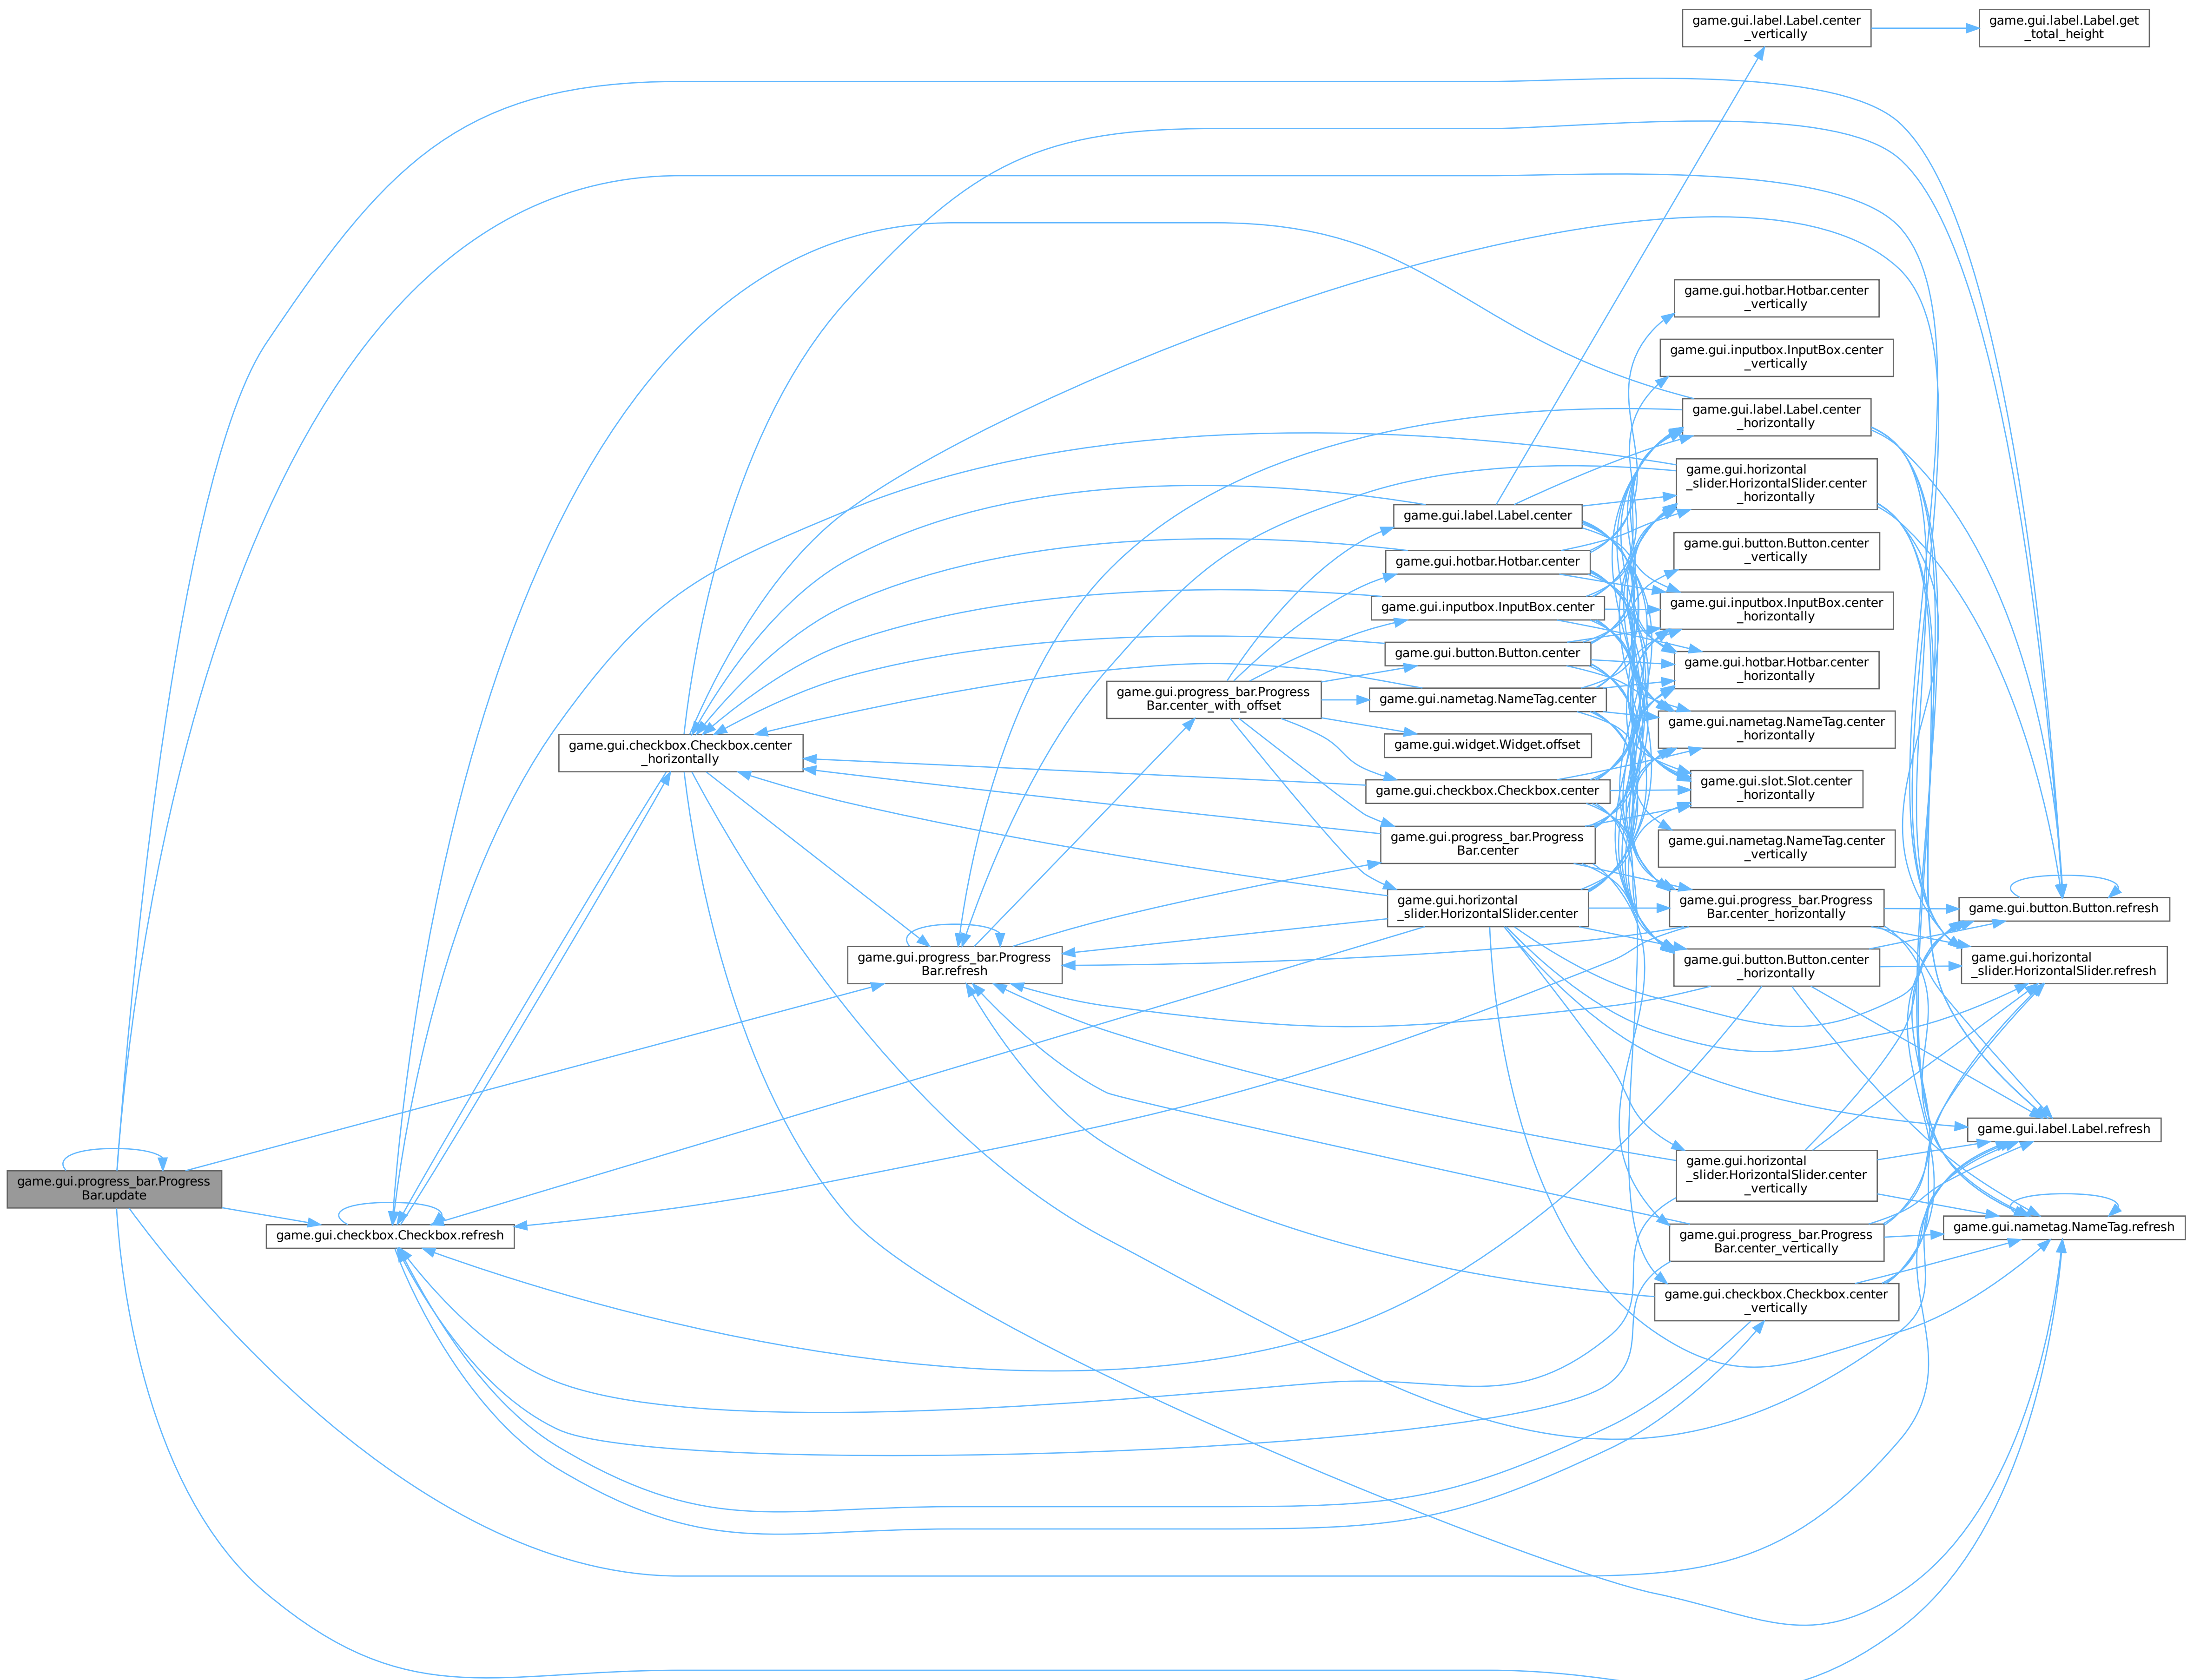 game.gui.label.Label.center
_vertically
game.gui.label.Label.get
_total_height
game.gui.hotbar.Hotbar.center
_vertically
game.gui.inputbox.InputBox.center
_vertically
game.gui.label.Label.center
_horizontally
game.gui.horizontal
_slider.HorizontalSlider.center
_horizontally
game.gui.label.Label.center
game.gui.button.Button.center
_vertically
game.gui.hotbar.Hotbar.center
game.gui.inputbox.InputBox.center
game.gui.inputbox.InputBox.center
_horizontally
game.gui.button.Button.center
game.gui.hotbar.Hotbar.center
_horizontally
game.gui.progress_bar.Progress
Bar.center_with_offset
game.gui.nametag.NameTag.center
game.gui.nametag.NameTag.center
_horizontally
game.gui.checkbox.Checkbox.center
_horizontally
game.gui.widget.Widget.offset
game.gui.slot.Slot.center
_horizontally
game.gui.checkbox.Checkbox.center
game.gui.progress_bar.Progress
Bar.center
game.gui.nametag.NameTag.center
_vertically
game.gui.horizontal
_slider.HorizontalSlider.center
game.gui.progress_bar.Progress
Bar.center_horizontally
game.gui.button.Button.refresh
game.gui.progress_bar.Progress
Bar.refresh
game.gui.button.Button.center
_horizontally
game.gui.horizontal
_slider.HorizontalSlider.refresh
game.gui.label.Label.refresh
game.gui.progress_bar.Progress
Bar.update
game.gui.horizontal
_slider.HorizontalSlider.center
_vertically
game.gui.checkbox.Checkbox.refresh
game.gui.progress_bar.Progress
Bar.center_vertically
game.gui.nametag.NameTag.refresh
game.gui.checkbox.Checkbox.center
_vertically